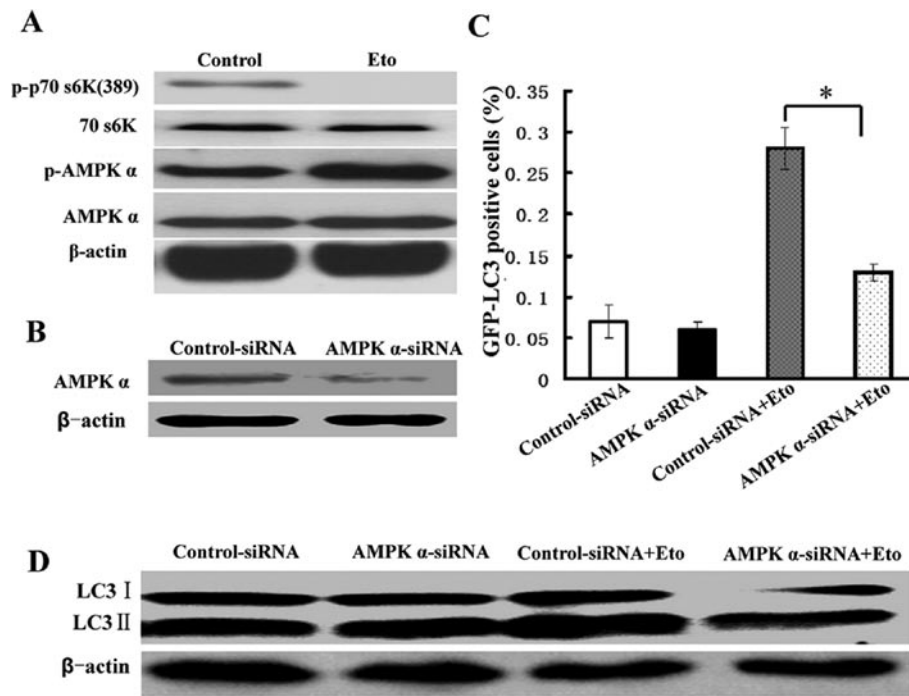 A
Control Eto
p-p70 s6K(389)
70 s6K
p-AMPK α
AMPK α
β-actin
B
Control-siRNA AMPK α-siRNA
AMPK α
β-actin
C
GFP-LC3 positive cells (%)
0.35
0.3
0.25
0.2
0.15
0.1
0.05
0
*
Control-siRNA
AMPK α-siRNA
Control-siRNA+Eto
AMPK α-siRNA+Eto
D
Control-siRNA AMPK α-siRNA Control-siRNA+Eto AMPK α-siRNA+Eto
LC3 Ⅰ
LC3 Ⅱ
β-actin